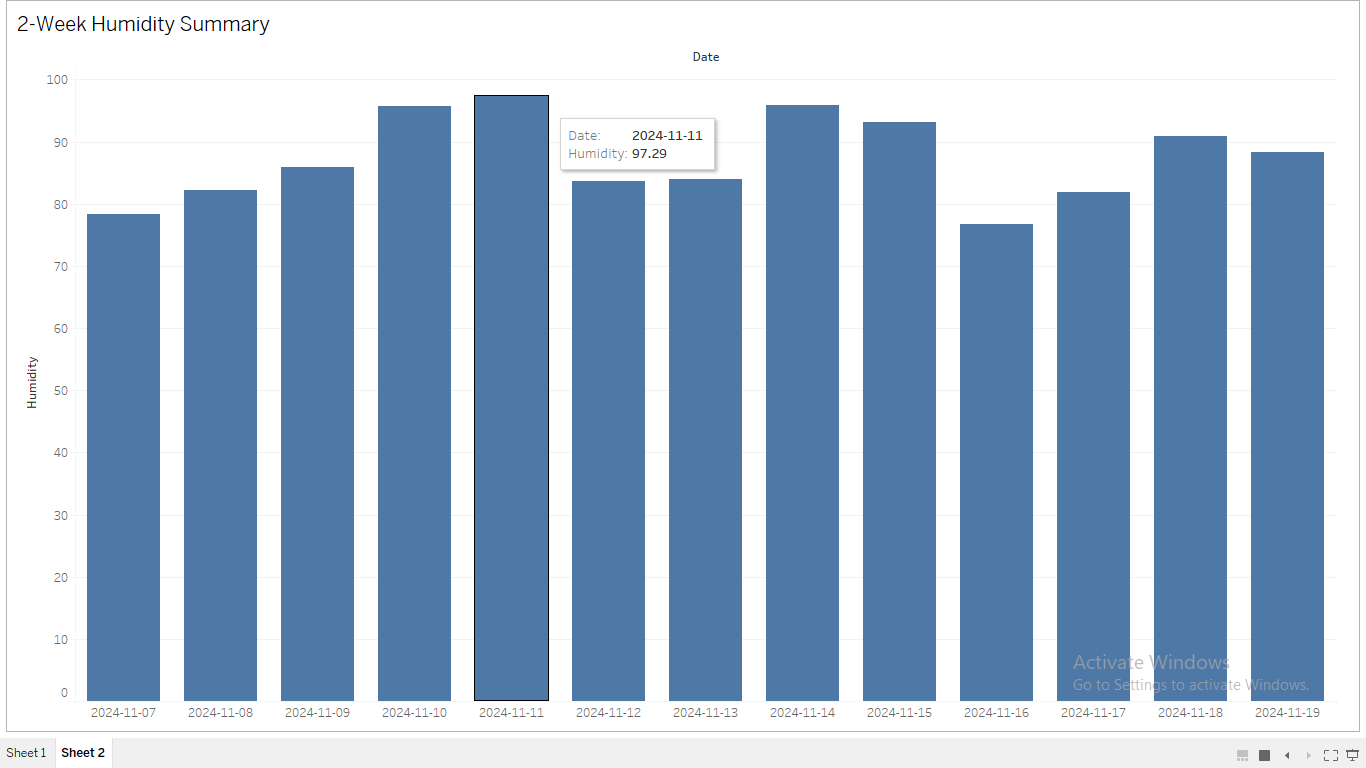 2-Week Humidity Summary
Date
100
90
80
70
60
50
40
30
20
10
0
Humidity
Date: 2024-11-11
Humidity: 97.29
2024-11-07 2024-11-08 2024-11-09 2024-11-10 2024-11-11 2024-11-12 2024-11-13 2024-11-14 2024-11-15 2024-11-16 2024-11-17 2024-11-18 2024-11-19
Activate Windows
Go to Settings to activate Windows.
Sheet 1 Sheet 2